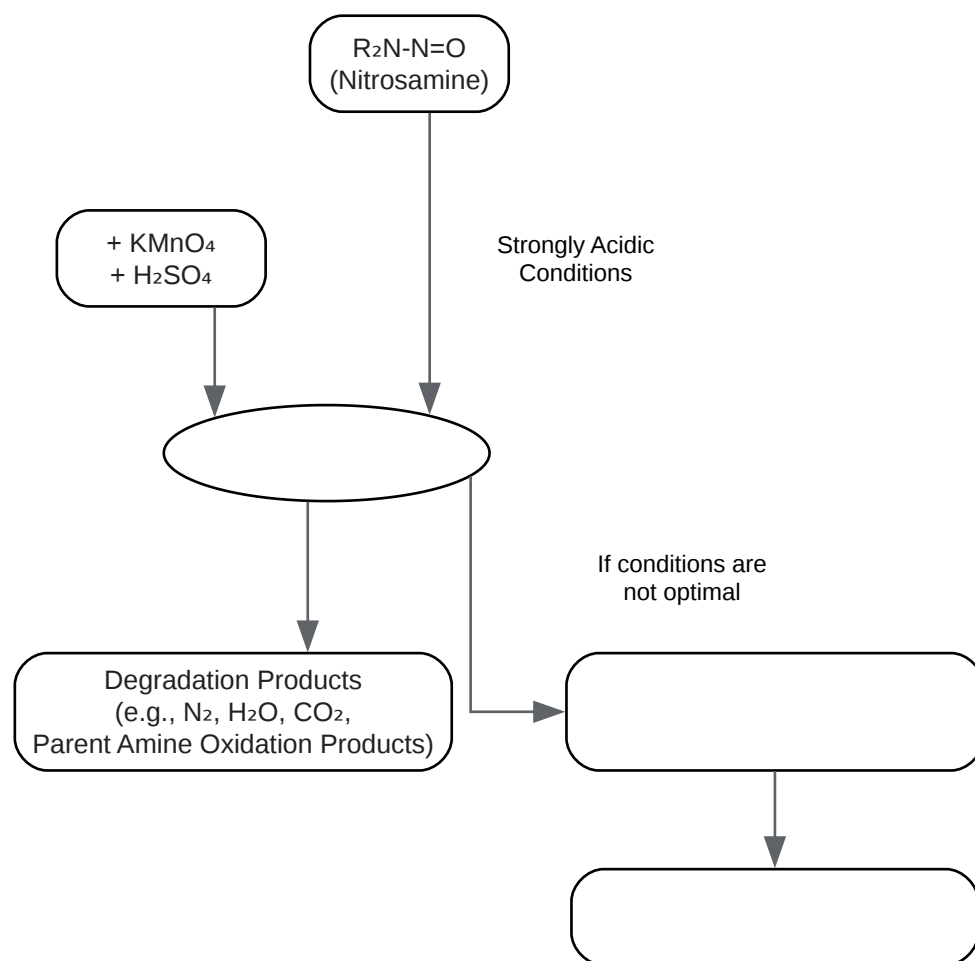 R₂N-N=O
(Nitrosamine)
+ KMnO₄
+ H₂SO₄
Strongly Acidic
Conditions
If conditions are
not optimal
Degradation Products
(e.g., N₂, H₂O, CO₂,
Parent Amine Oxidation Products)